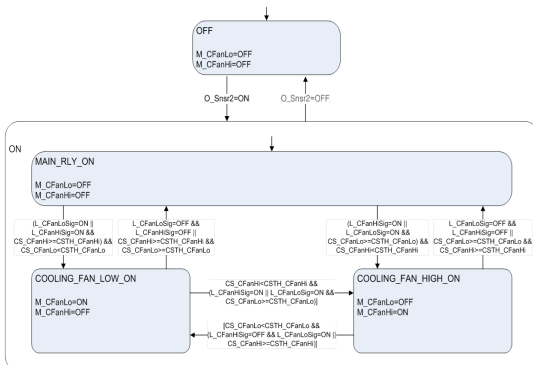 OFF
M_CFanLo=OFF
M_CFanHi=OFF
O_Snsr2=ON
O_Snsr2=OFF
ON
MAIN_RLY_ON
M_CFanLo=OFF
M_CFanHi=OFF
(L_CFanLoSig=ON ||
L_CFanHiSig=ON &&
CS_CFanHi>=CSTH_CFanHi) &&
CS_CFanLo<CSTH_CFanLo
L_CFanLoSig=OFF &&
(L_CFanHiSig=OFF ||
CS_CFanHi>=CSTH_CFanHi &&
CS_CFanLo>=CSTH_CFanLo
(L_CFanHiSig=ON ||
L_CFanLoSig=ON &&
CS_CFanLo>=CSTH_CFanLo) &&
CS_CFanHi<CSTH_CFanHi
L_CFanLoSig=OFF &&
L_CFanHiSig=OFF ||
CS_CFanLo>=CSTH_CFanLo &&
CS_CFanHi>=CSTH_CFanHi
COOLING_FAN_LOW_ON
M_CFanLo=ON
M_CFanHi=OFF
CS_CFanHi<CSTH_CFanHi &&
(L_CFanHiSig=ON || L_CFanLoSig=ON &&
CS_CFanLo>=CSTH_CFanLo)]
[CS_CFanLo<CSTH_CFanLo &&
(L_CFanHiSig=OFF && L_CFanLoSig=ON ||
CS_CFanHi>=CSTH_CFanHi)]
COOLING_FAN_HIGH_ON
M_CFanLo=OFF
M_CFanHi=ON